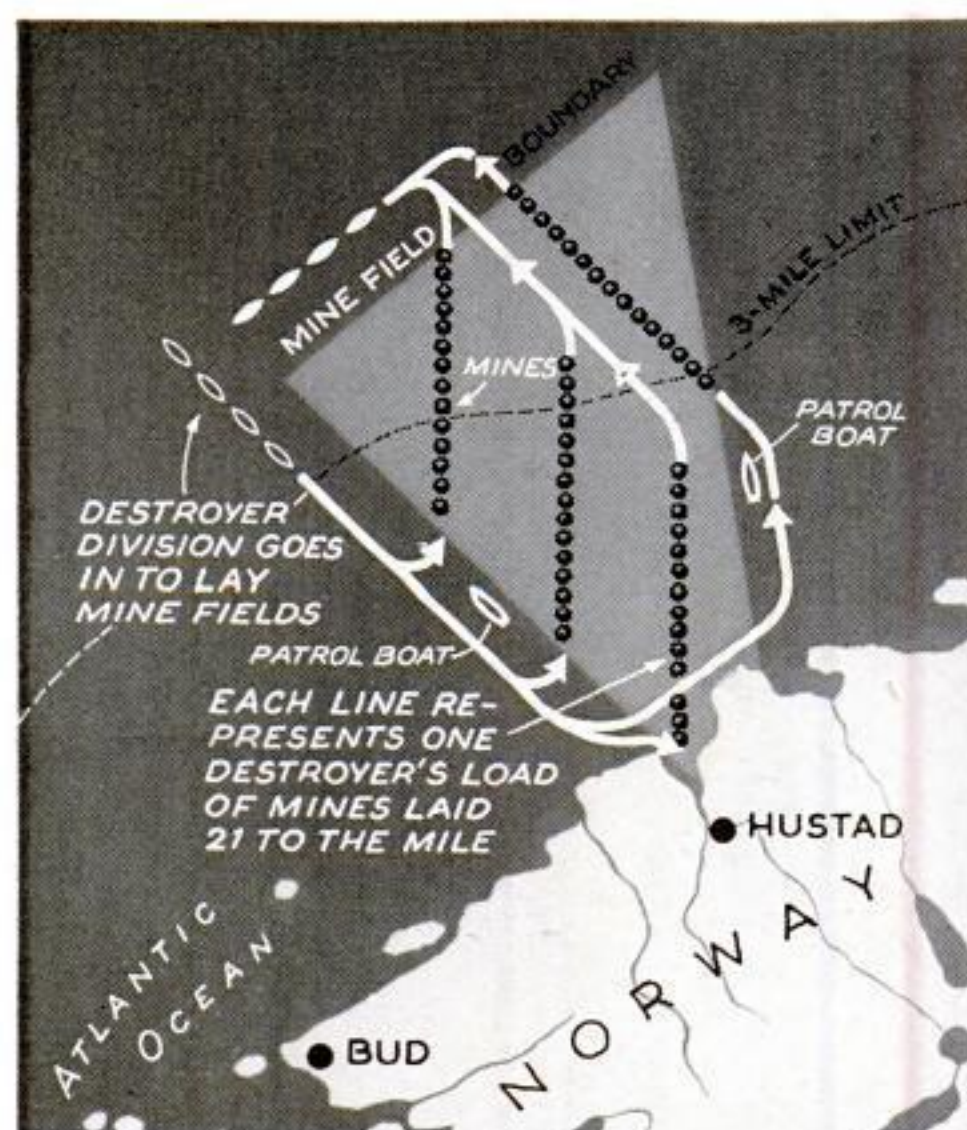 MINE FIELD BOUNDARY
3-MILE LIMIT
MINES
PATROL
BOAT
DESTROYER
DIVISION GOES
IN TO LAY
MINE FIELDS
PATROL BOAT
EACH LINE RE-
PRESENTS ONE
DESTROYER'S LOAD
OF MINES LAID
21 TO THE MILE
HUSTAD
NORWAY
ATLANTIC
OCEAN
BUD